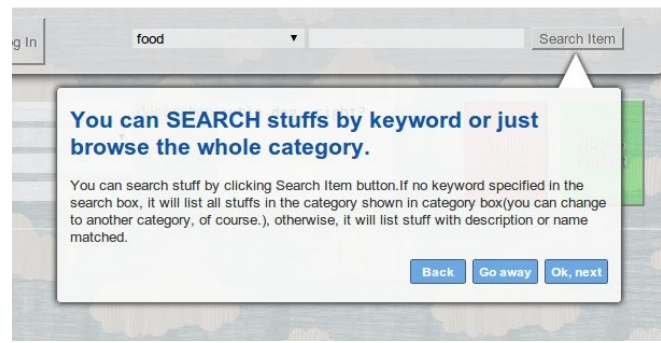 g In
food
Search Item
You can SEARCH stuffs by keyword or just
browse the whole category.
You can search stuff by clicking Search Item button.If no keyword specified in the
search box, it will list all stuffs in the category shown in category box(you can change
to another category, of course.), otherwise, it will list stuff with description or name
matched.
Back
Go away
Ok, next